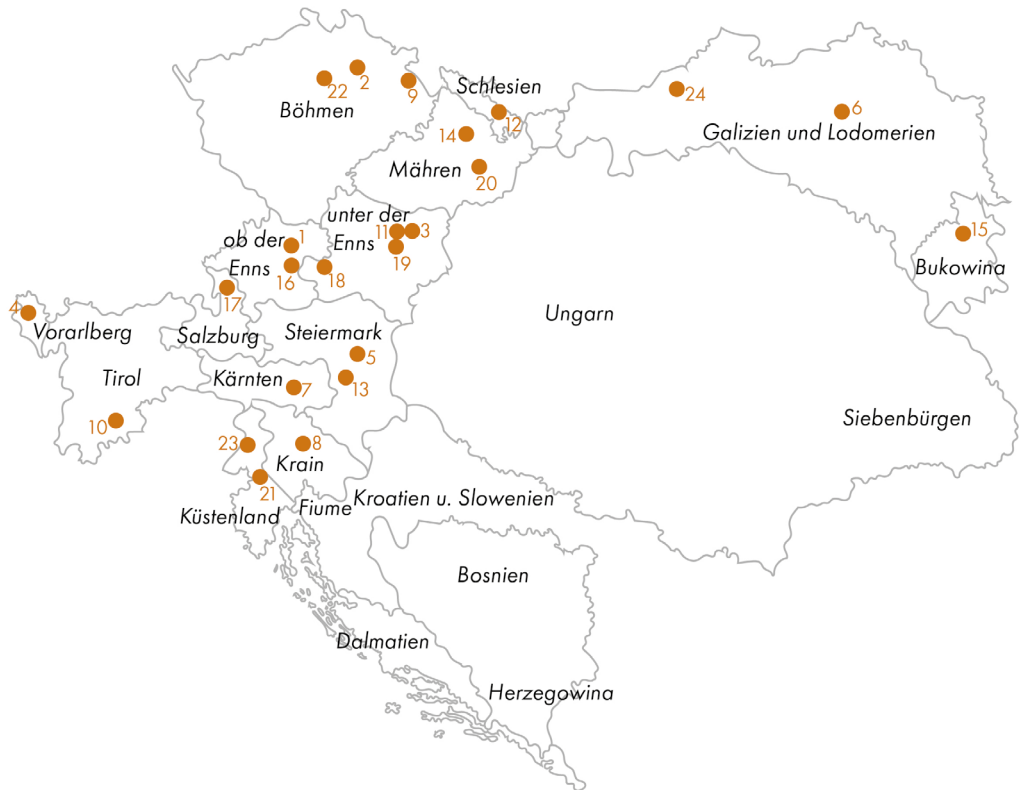 2
22
9
Schlesien
Böhmen
24
12
6
14
Galizien und Lodomerien
Mähren
20
unter der
11
3
15
ob der
1
Enns
19
Enns
16
18
Bukowina
17
4
Vorarlberg
Salzburg
Steiermark
Ungarn
5
Tirol
Kärnten
7
13
10
Siebenbürgen
23
8
Krain
21
Küstenland
Fiume
Kroatien u. Slowenien
Bosnien
Dalmatien
Herzegowina